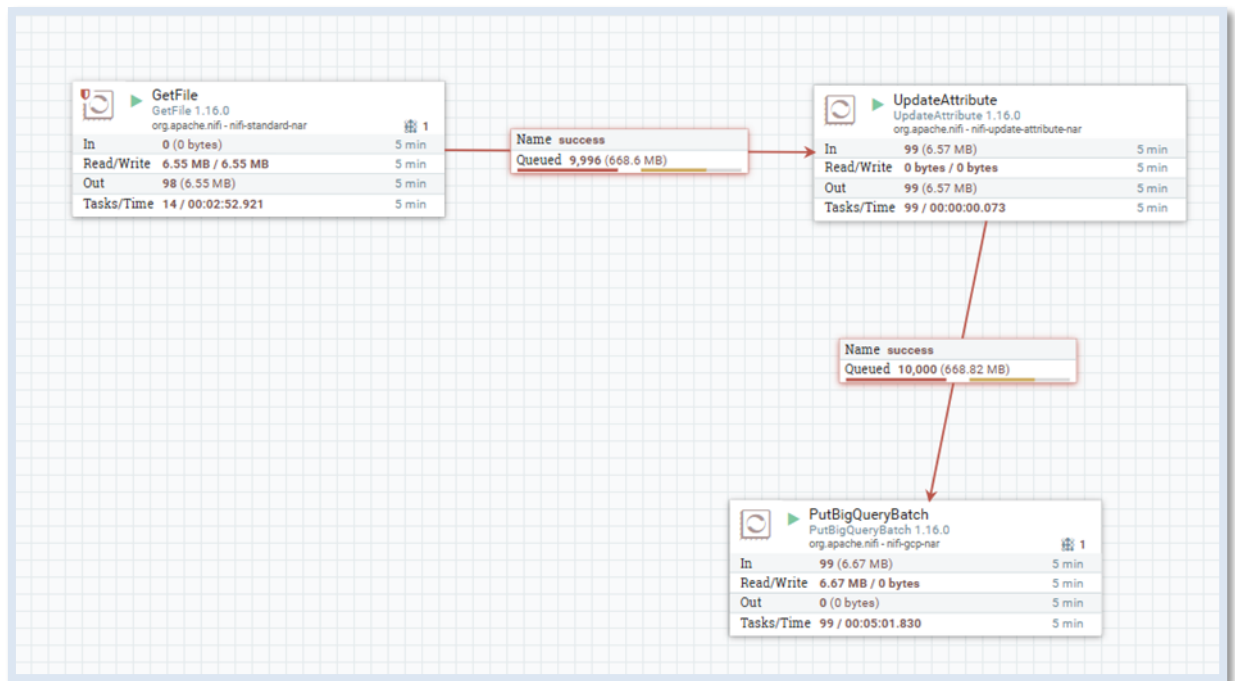 GetFile
GetFile 1.16.0
org.apache.nifi - nifi-standard-nar
1
In 0 (0 bytes) 5 min
Read/Write 6.55 MB / 6.55 MB 5 min
Out 98 (6.55 MB) 5 min
Tasks/Time 14 / 00:02:52.921 5 min
Name success
Queued 9,996 (668.6 MB)
UpdateAttribute
UpdateAttribute 1.16.0
org.apache.nifi - nifi-update-attribute-nar
In 99 (6.57 MB) 5 min
Read/Write 0 bytes / 0 bytes 5 min
Out 99 (6.57 MB) 5 min
Tasks/Time 99 / 00:00:00.073 5 min
Name success
Queued 10,000 (668.82 MB)
PutBigQueryBatch
PutBigQueryBatch 1.16.0
org.apache.nifi - nifi-gcp-nar
1
In 99 (6.67 MB) 5 min
Read/Write 6.67 MB / 0 bytes 5 min
Out 0 (0 bytes) 5 min
Tasks/Time 99 / 00:05:01.830 5 min